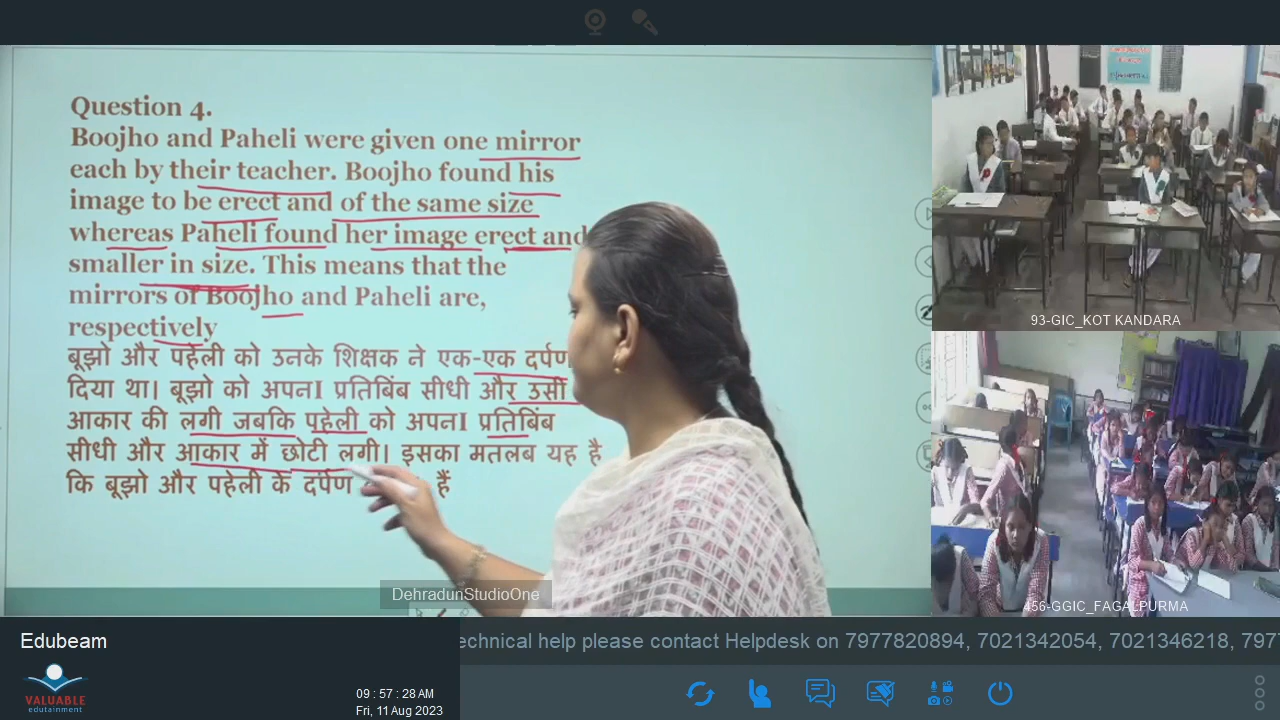 Question 4.
Boojho and Paheli were given one mirror
each by their teacher. Boojho found his
image to be erect and of the same size
whereas Paheli found her image erect and
smaller in size. This means that the
mirrors of Boojho and Paheli are,
respectively
बूझो और पहेली को उनके शिक्षक ने एक-एक दर्पण
दिया था। बूझो को अपनI प्रतिबिंब सीधी और उसी
आकार की लगी जबकि पहेली को अपनI प्रतिबिंब
सीधी और आकार में छोटी लगी। इसका मतलब यह है
कि बूझो और पहेली के दर्पण हैं
DehradunStudioOne
93-GIC_KOT KANDARA
456-GGIC_FAGALPURMA
Edubeam
echnical help please contact Helpdesk on 7977820894, 7021342054, 7021346218, 797
VALUABLE
edutainment
09 : 57 : 28 AM
Fri, 11 Aug 2023